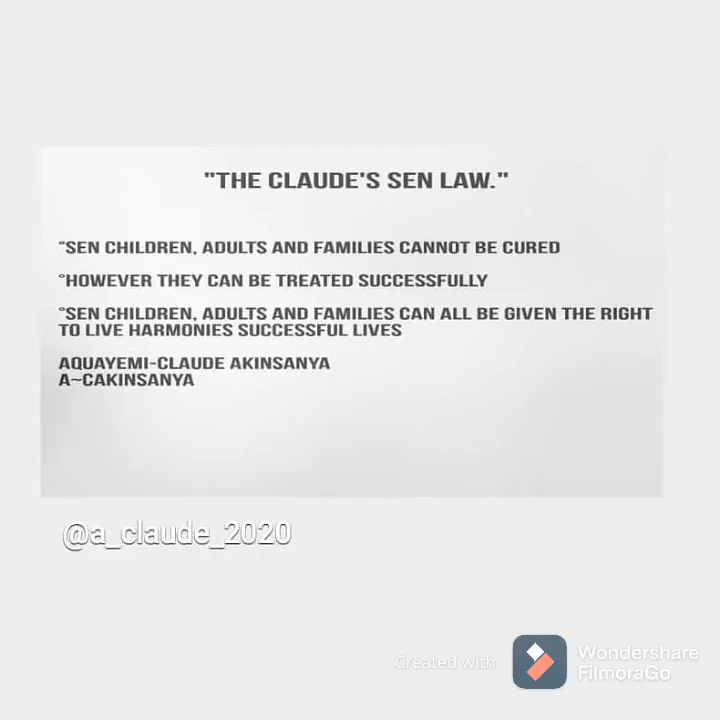 "THE CLAUDE'S SEN LAW."
°SEN CHILDREN, ADULTS AND FAMILIES CANNOT BE CURED
°HOWEVER THEY CAN BE TREATED SUCCESSFULLY
°SEN CHILDREN, ADULTS AND FAMILIES CAN ALL BE GIVEN THE RIGHT
TO LIVE HARMONIES SUCCESSFUL LIVES
AQUAYEMI-CLAUDE AKINSANYA
A~CAKINSANYA
@a_claude_2020
Created with
Wondershare
FilmoraGo